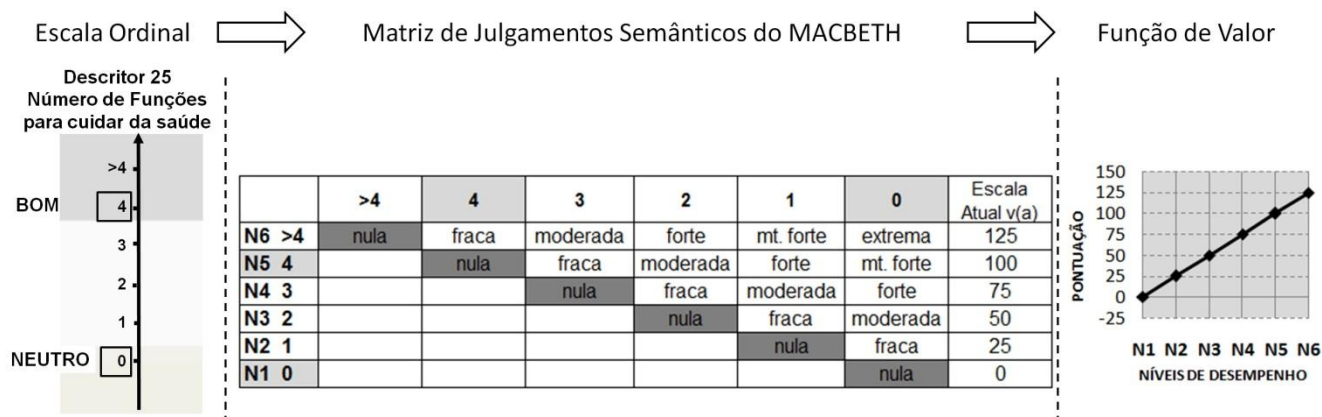 Escala Ordinal
Matriz de Julgamentos Semânticos do MACBETH
Função de Valor
Descritor 25
Número de Funções
para cuidar da saúde
>4
BOM 4
3
2
1
NEUTRO 0
>4 4 3 2 1 0 Escala
Atual v(a)
N6 >4 nula fraca moderada forte mt. forte extrema 125
N5 4 nula fraca moderada forte mt. forte 100
N4 3 nula fraca moderada forte 75
N3 2 nula fraca moderada 50
N2 1 nula fraca 25
N1 0 nula 0
PONTUAÇÃO
150
125
100
75
50
25
0
-25
N1 N2 N3 N4 N5 N6
NÍVEIS DE DESEMPENHO